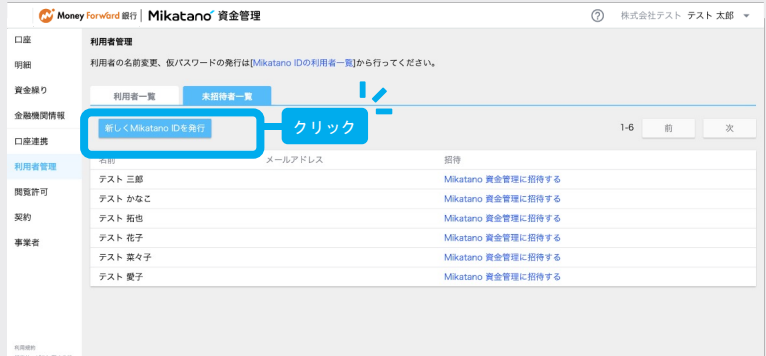 Money Forward 銀行 Mikatano 資金管理
? 株式会社テスト テスト 太郎
口座
明細
資金繰り
金融機関情報
口座連携
利用者管理
閲覧許可
契約
事業者
利用規約
利用者管理
利用者の名前変更、仮パスワードの発行は[Mikatano IDの利用者一覧]から行ってください。
利用者一覧 未招待者一覧
新しくMikatano IDを発行 クリック
1-6 前 次
名前 メールアドレス 招待
テスト 三郎 Mikatano 資金管理に招待する
テスト かなこ Mikatano 資金管理に招待する
テスト 拓也 Mikatano 資金管理に招待する
テスト 花子 Mikatano 資金管理に招待する
テスト 菜々子 Mikatano 資金管理に招待する
テスト 愛子 Mikatano 資金管理に招待する